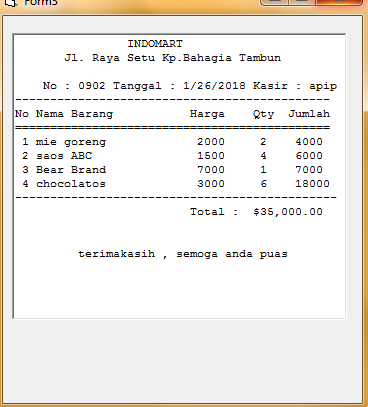 Form5
INDOMART
Jl. Raya Setu Kp.Bahagia Tambun
No : 0902 Tanggal : 1/26/2018 Kasir : apip
----------------------------------------------
No Nama Barang Harga Qty Jumlah
==============================================
1 mie goreng 2000 2 4000
2 saos ABC 1500 4 6000
3 Bear Brand 7000 1 7000
4 chocolatos 3000 6 18000
----------------------------------------------
Total : $35,000.00
terimakasih , semoga anda puas